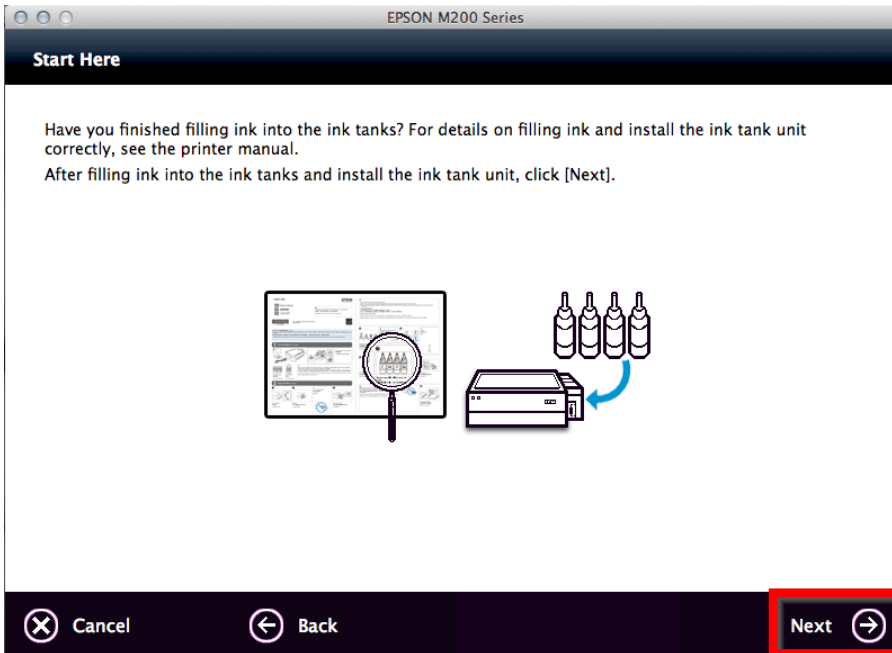 EPSON M200 Series
Start Here
Have you finished filling ink into the ink tanks? For details on filling ink and install the ink tank unit
correctly, see the printer manual.
After filling ink into the ink tanks and install the ink tank unit, click [Next].
Cancel
Back
Next